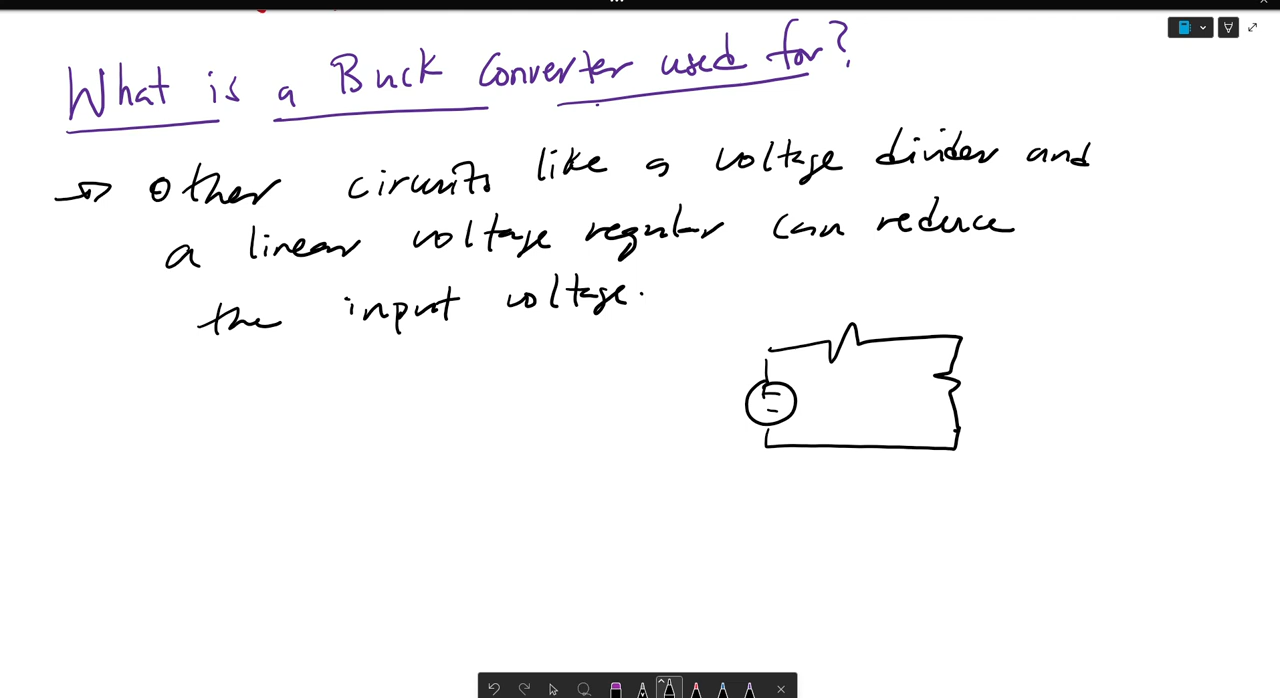 What is a Buck Converter used for?
→ Other circuits like a voltage divider and
a linear voltage regular can reduce
the input voltage.